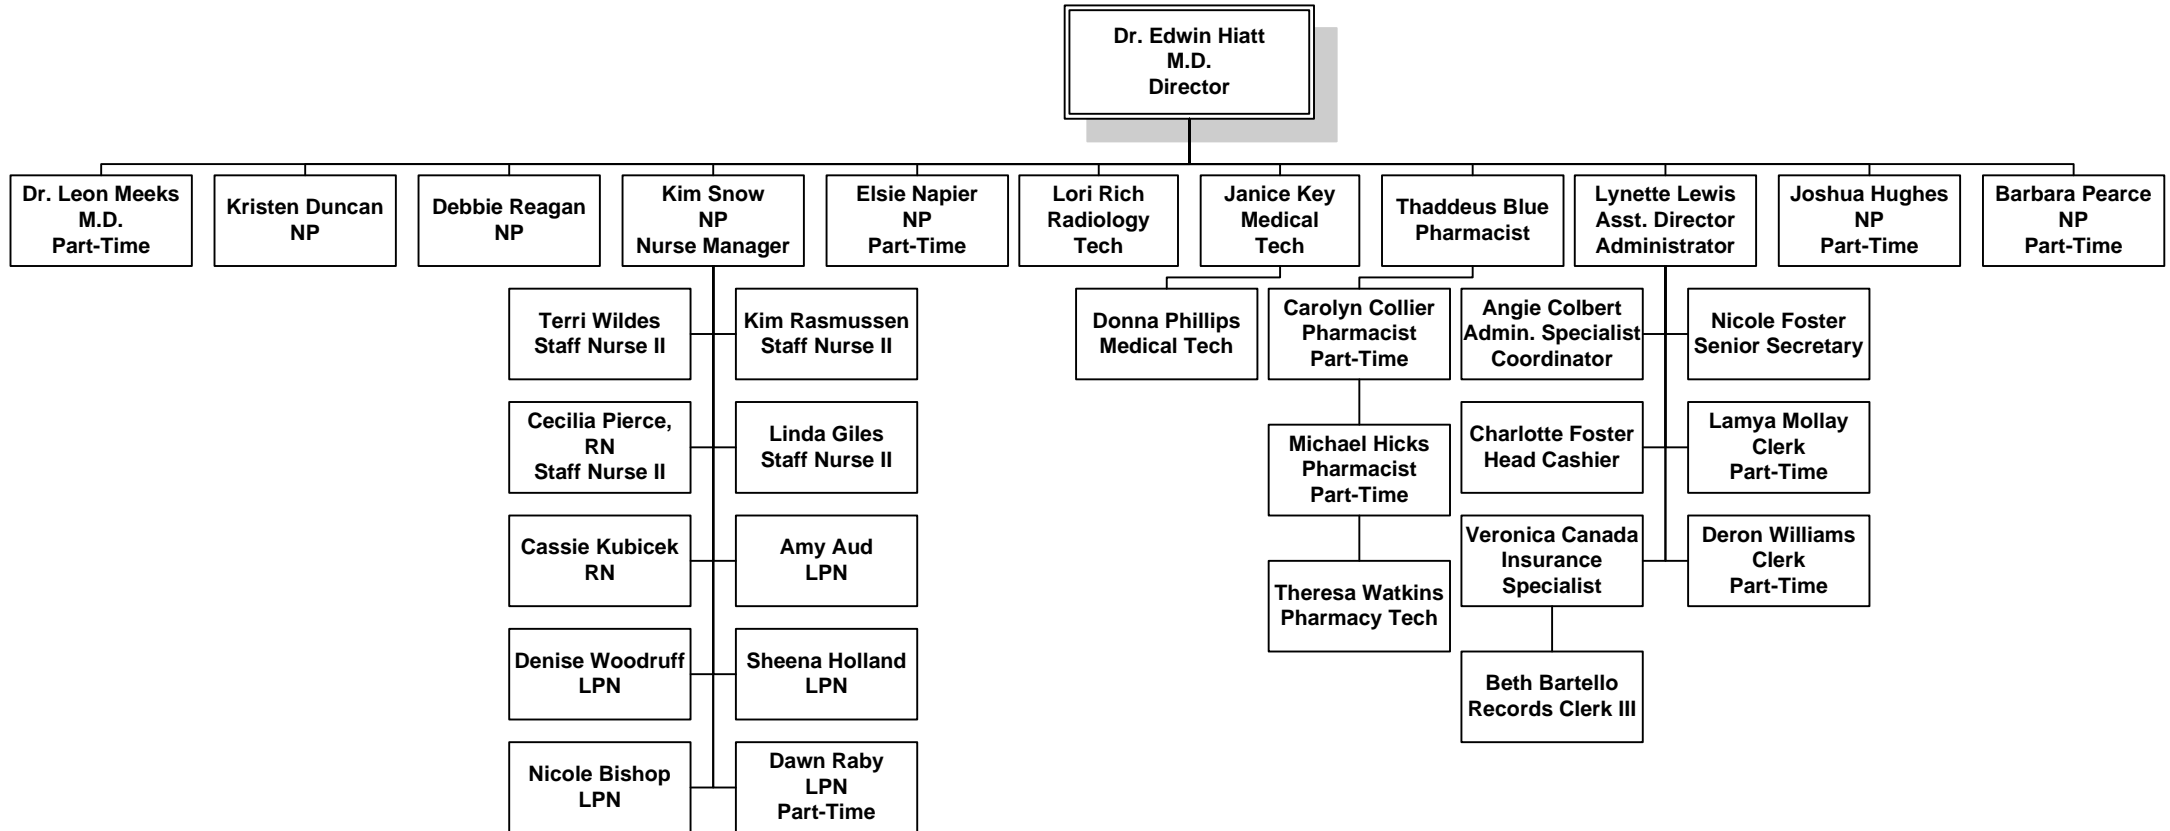 Dr. Edwin Hiatt
M.D.
Director
Dr. Leon Meeks
M.D.
Part-Time
Kristen Duncan
NP
Debbie Reagan
NP
Kim Snow
NP
Nurse Manager
Elsie Napier
NP
Part-Time
Lori Rich
Radiology
Tech
Janice Key
Medical
Tech
Thaddeus Blue
Pharmacist
Lynette Lewis
Asst. Director
Administrator
Joshua Hughes
NP
Part-Time
Barbara Pearce
NP
Part-Time
Terri Wildes
Staff Nurse II
Kim Rasmussen
Staff Nurse II
Donna Phillips
Medical Tech
Carolyn Collier
Pharmacist
Part-Time
Angie Colbert
Admin. Specialist
Coordinator
Nicole Foster
Senior Secretary
Cecilia Pierce,
RN
Staff Nurse II
Linda Giles
Staff Nurse II
Michael Hicks
Pharmacist
Part-Time
Charlotte Foster
Head Cashier
Lamya Mollay
Clerk
Part-Time
Cassie Kubicek
RN
Amy Aud
LPN
Theresa Watkins
Pharmacy Tech
Veronica Canada
Insurance
Specialist
Deron Williams
Clerk
Part-Time
Denise Woodruff
LPN
Sheena Holland
LPN
Beth Bartello
Records Clerk III
Nicole Bishop
LPN
Dawn Raby
LPN
Part-Time